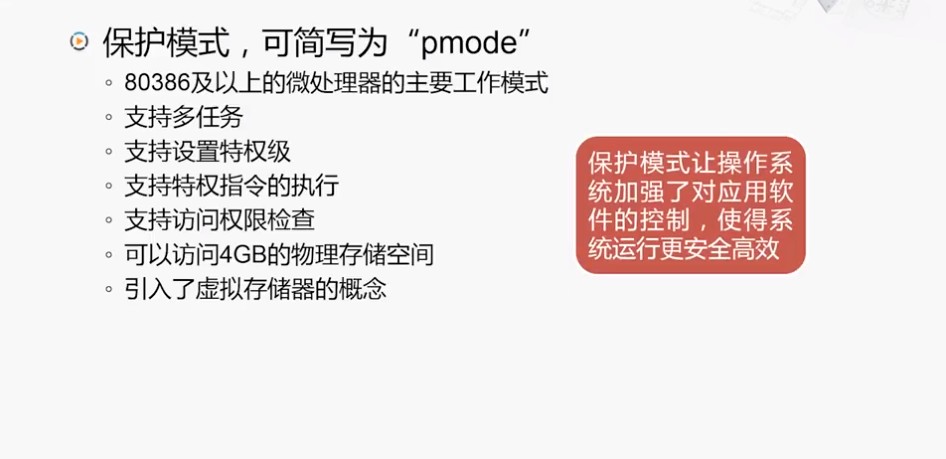 保护模式，可简写为“pmode”
80386及以上的微处理器的主要工作模式
支持多任务
支持设置特权级
支持特权指令的执行
支持访问权限检查
可以访问4GB的物理存储空间
引入了虚拟存储器的概念
保护模式让操作系
统加强了对应用软
件的控制，使得系
统运行更安全高效